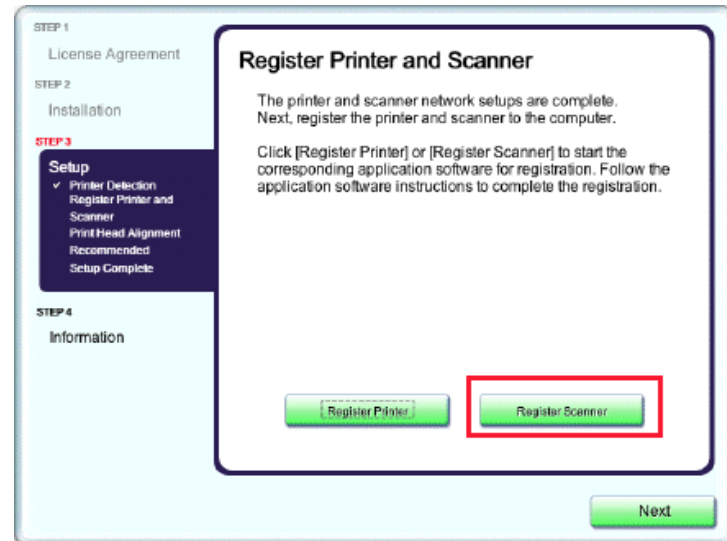 STEP 1
License Agreement
STEP 2
Installation
STEP 3
Setup
✓ Printer Detection
Register Printer and
Scanner
Print Head Alignment
Recommended
Setup Complete
STEP 4
Information
Register Printer and Scanner
The printer and scanner network setups are complete.
Next, register the printer and scanner to the computer.
Click [Register Printer] or [Register Scanner] to start the
corresponding application software for registration. Follow the
application software instructions to complete the registration.
Register Printer
Register Scanner
Next